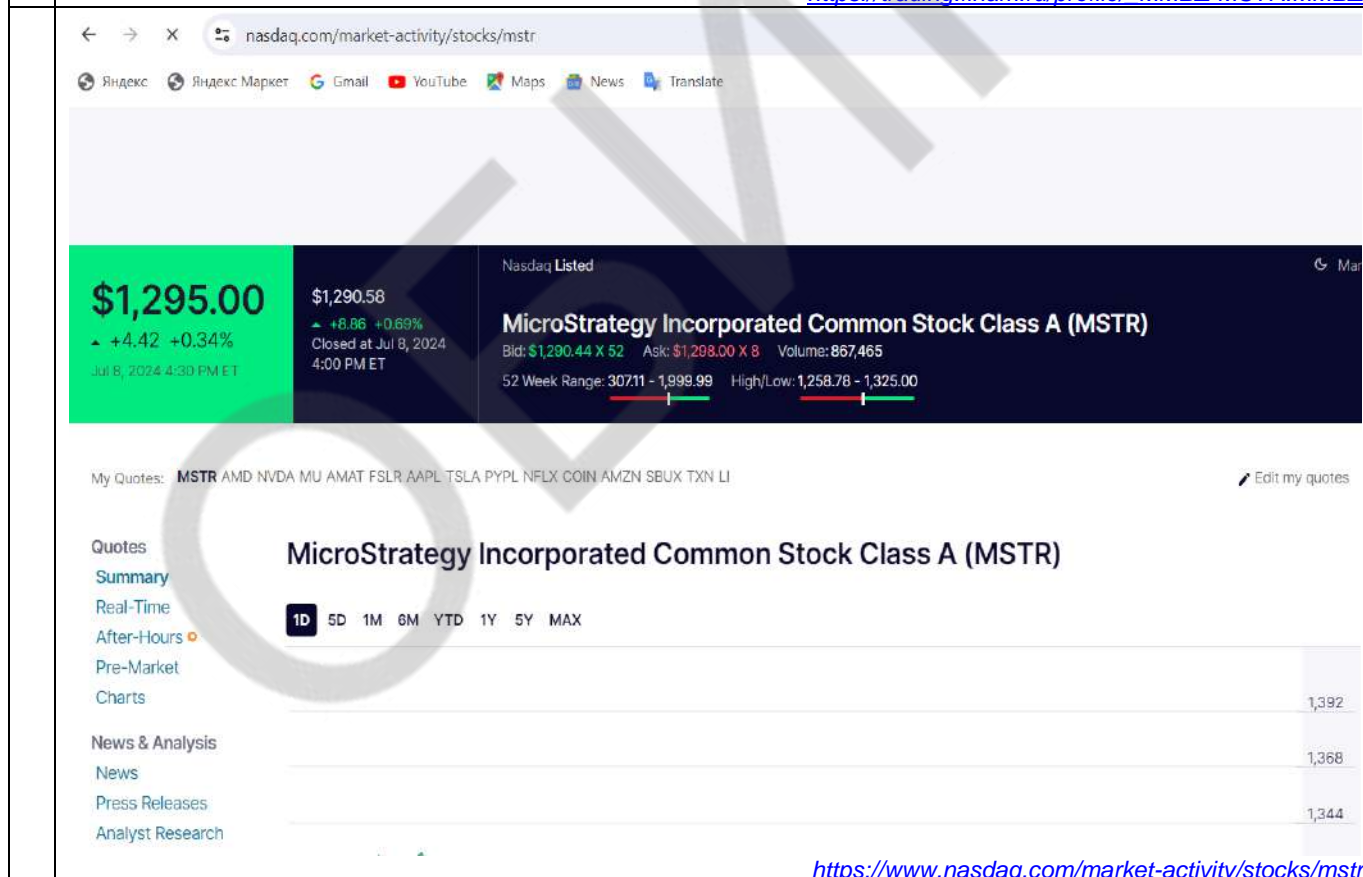 nasdaq.com/market-activity/stocks/mstr
Яндекс Яндекс Маркет Gmail YouTube Maps News Translate
$1,295.00
+4.42 +0.34%
Jul 8, 2024 4:30 PM ET
$1,290.58
+8.86 +0.69%
Closed at Jul 8, 2024
4:00 PM ET
Nasdaq Listed
MicroStrategy Incorporated Common Stock Class A (MSTR)
Bid: $1,290.44 X 52 Ask: $1,298.00 X 8 Volume: 867,465
52 Week Range: 307.11 - 1,999.99 High/Low: 1,258.78 - 1,325.00
My Quotes: MSTR AMD NVDA MU AMAT FSLR AAPL TSLA PYPL NFLX COIN AMZN SBUX TXN LI
Edit my quotes
Quotes
Summary
Real-Time
After-Hours
Pre-Market
Charts
News & Analysis
News
Press Releases
Analyst Research
MicroStrategy Incorporated Common Stock Class A (MSTR)
1D 5D 1M 6M YTD 1Y 5Y MAX
1,392
1,368
1,344
https://www.nasdaq.com/market-activity/stocks/mstr